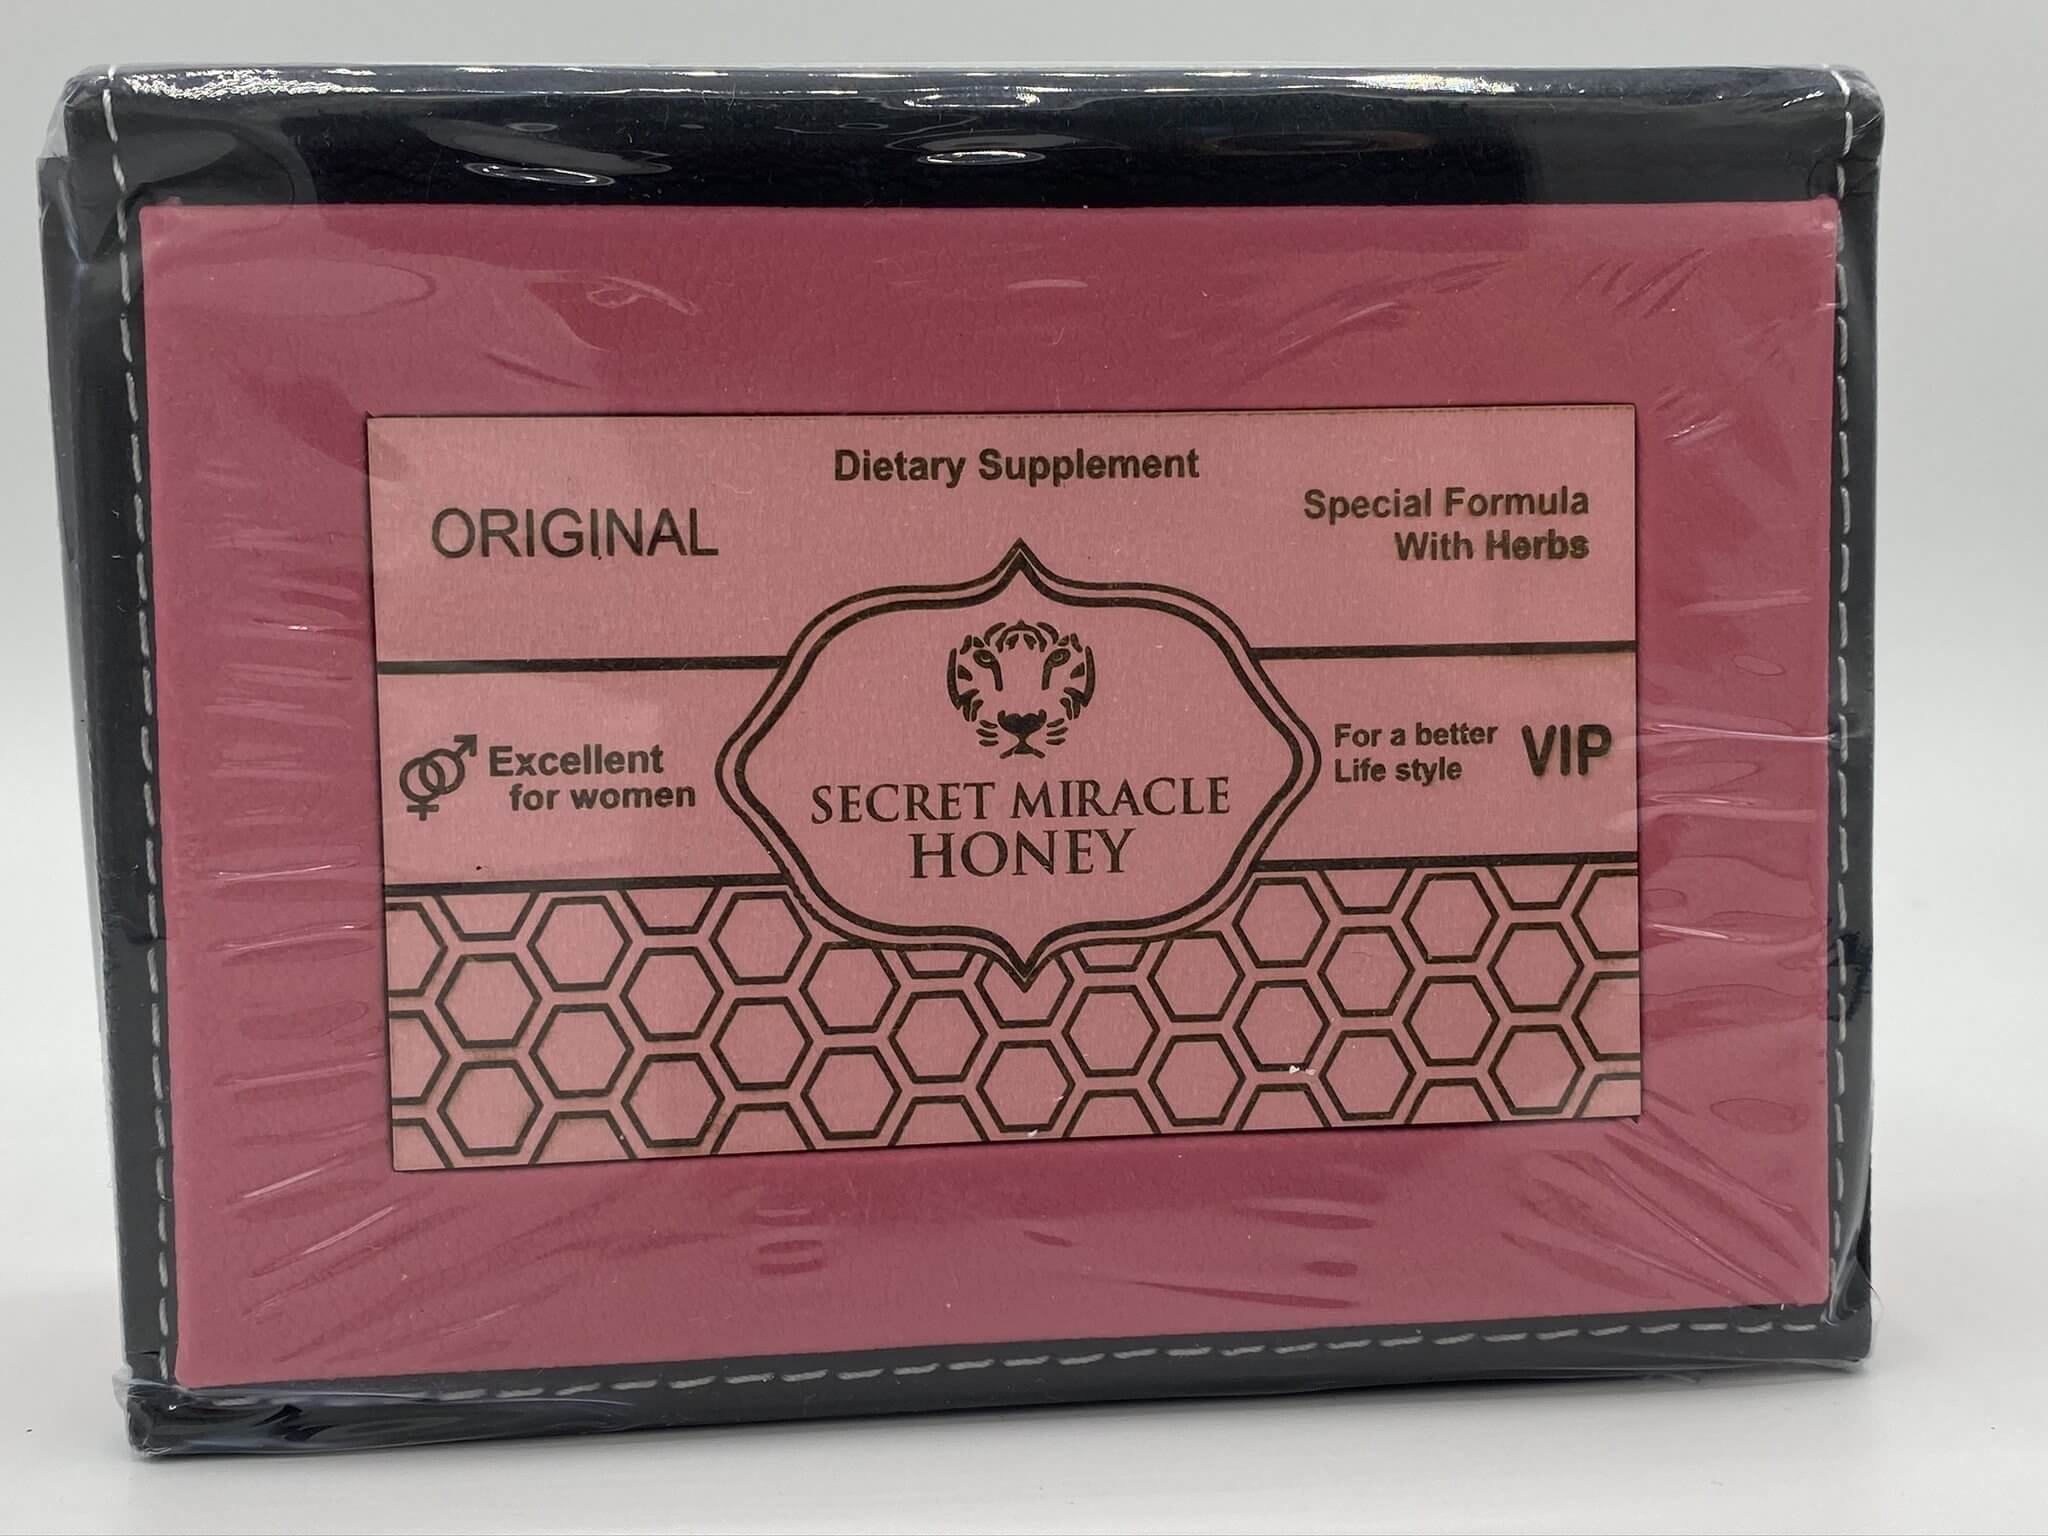 Dietary Supplement
ORIGINAL
Special Formula
With Herbs
Excellent
for women
SECRET MIRACLE
HONEY
For a better
Life style
VIP